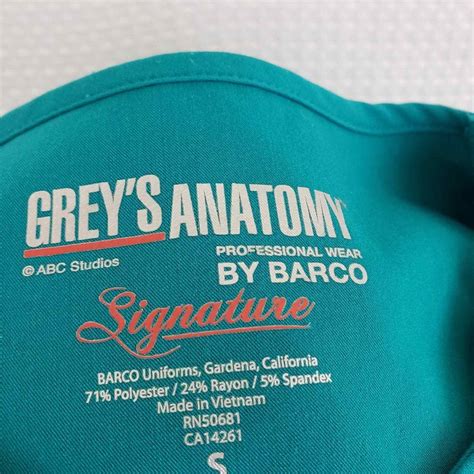 GREY'S ANATOMY
© ABC Studios
PROFESSIONAL WEAR
BY BARCO
Signature
BARCO Uniforms, Gardena, California
71% Polyester / 24% Rayon / 5% Spandex
Made in Vietnam
RN50681
CA14261
S